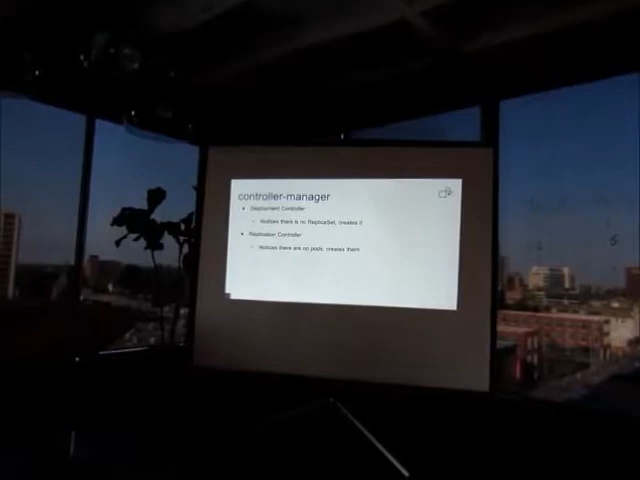 controller-manager
Deployment Controller
Notices there is no ReplicaSet, creates it
Replication Controller
Notices there are no pods, creates them